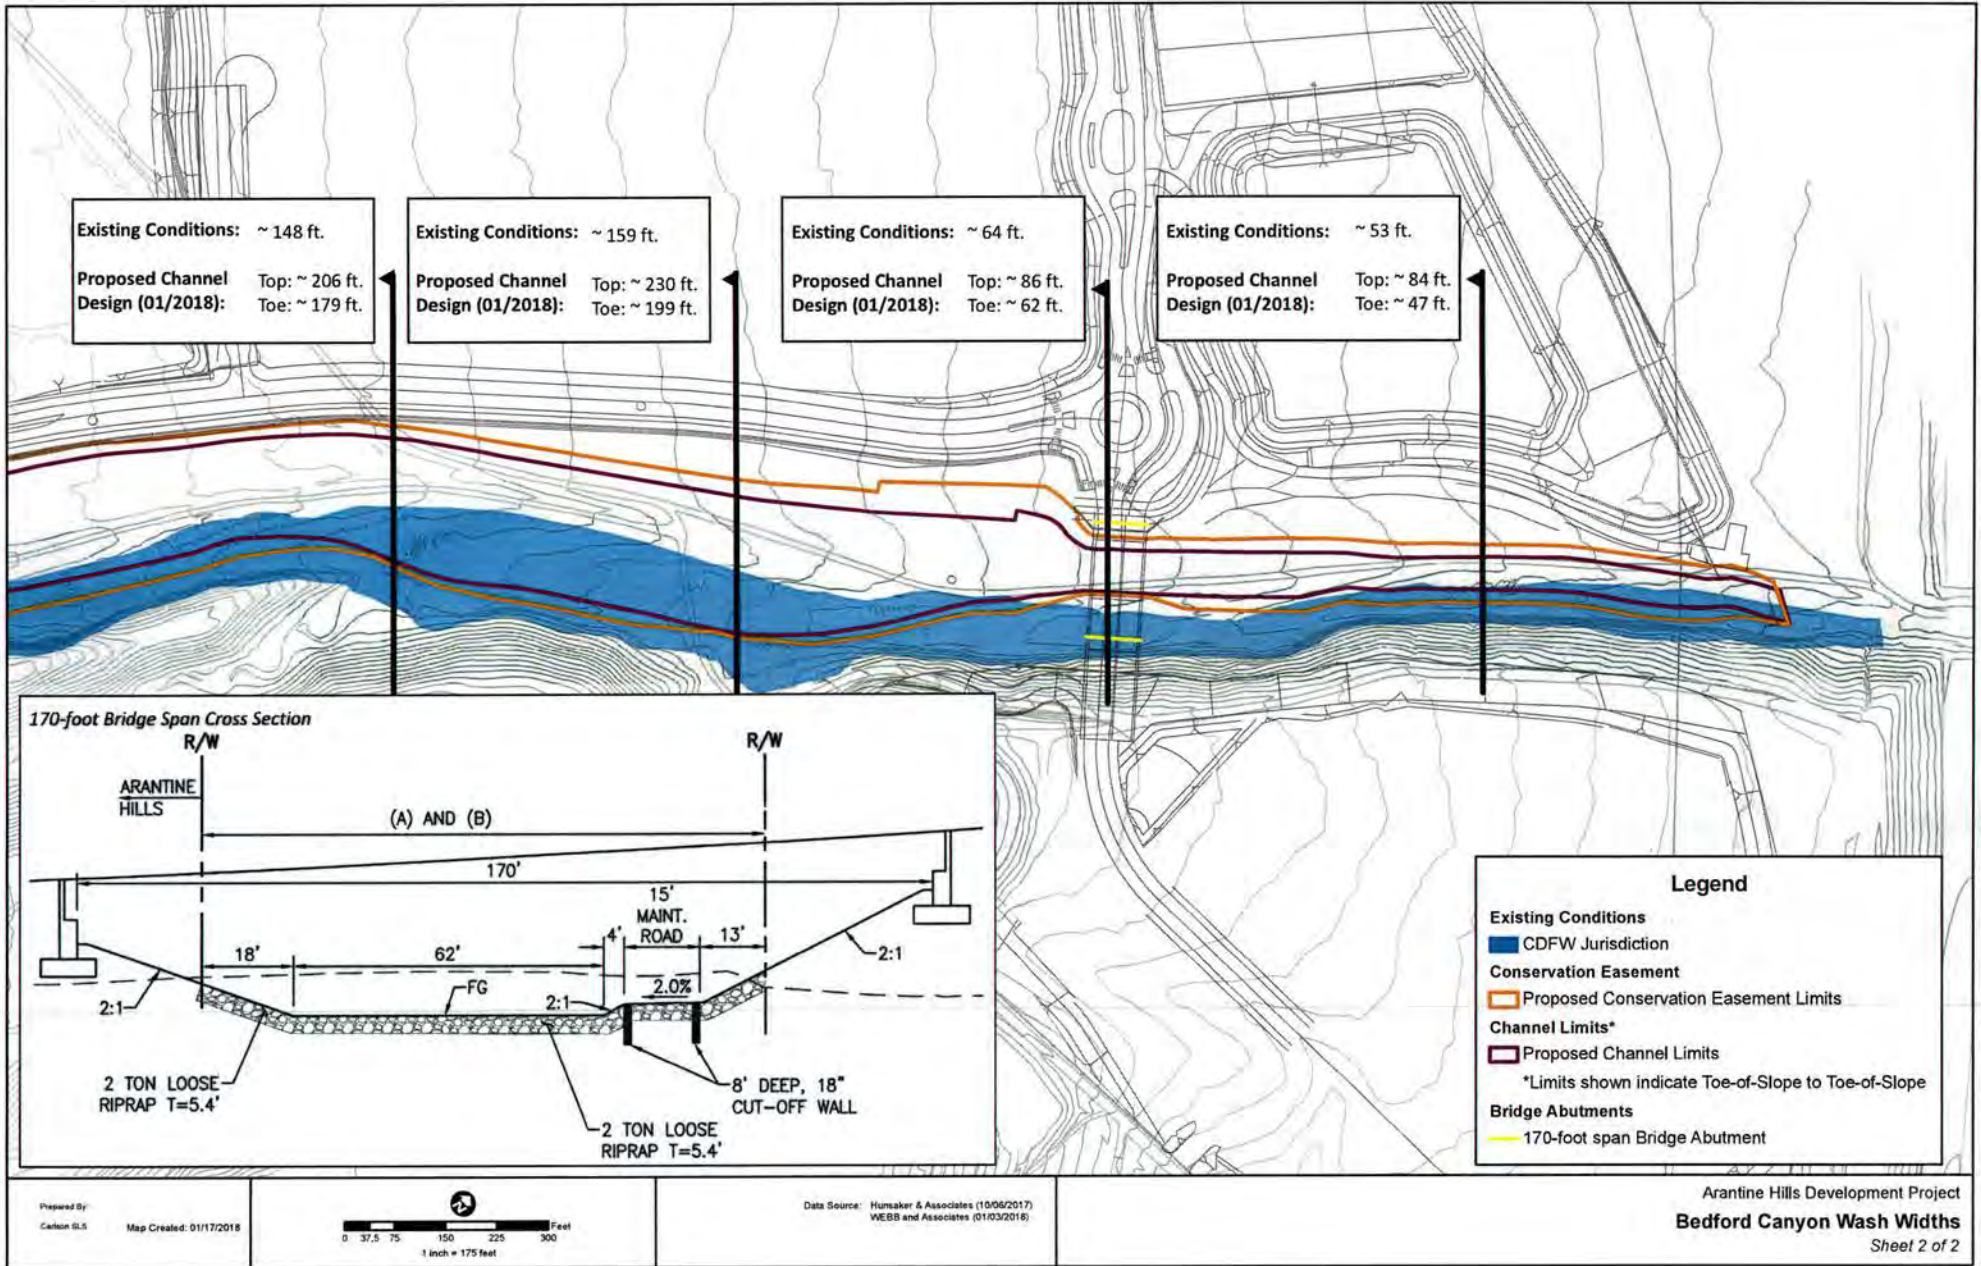 Existing Conditions: ~ 148 ft.
Proposed Channel Top: ~ 206 ft.
Design (01/2018): Toe: ~ 179 ft.
Existing Conditions: ~ 159 ft.
Proposed Channel Top: ~ 230 ft.
Design (01/2018): Toe: ~ 199 ft.
Existing Conditions: ~ 64 ft.
Proposed Channel Top: ~ 86 ft.
Design (01/2018): Toe: ~ 62 ft.
Existing Conditions: ~ 53 ft.
Proposed Channel Top: ~ 84 ft.
Design (01/2018): Toe: ~ 47 ft.
170-foot Bridge Span Cross Section
R/W R/W
ARANTINE
HILLS
(A) AND (B)
170'
15'
MAINT.
ROAD
4'
13'
18'
62'
2:1
2:1
FG
2:1
2.0%
2 TON LOOSE
RIPRAP T=5.4'
8' DEEP, 18"
CUT-OFF WALL
2 TON LOOSE
RIPRAP T=5.4'
Legend
Existing Conditions
CDFW Jurisdiction
Conservation Easement
Proposed Conservation Easement Limits
Channel Limits*
Proposed Channel Limits
*Limits shown indicate Toe-of-Slope to Toe-of-Slope
Bridge Abutments
170-foot span Bridge Abutment
Prepared By:
Carlson SLS
Map Created: 01/17/2018
Feet
0 37.5 75 150 225 300
1 inch = 175 feet
Data Source: Hunsaker & Associates (10/06/2017)
WEBB and Associates (01/03/2018)
Arantine Hills Development Project
Bedford Canyon Wash Widths
Sheet 2 of 2